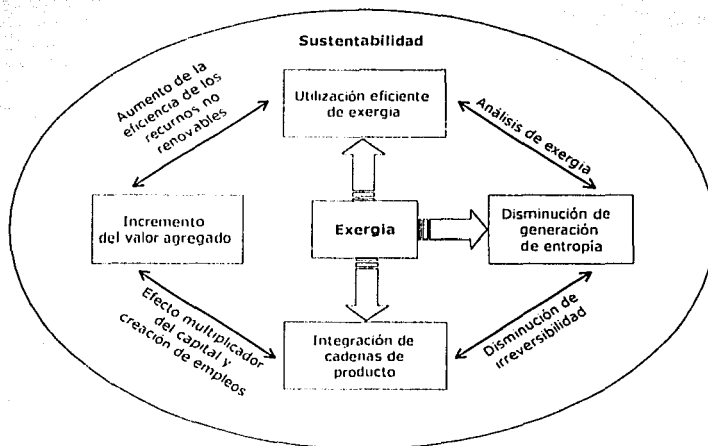 Sustentabilidad
Aumento de la
eficiencia de los
recurnos no
renovables
Utilización eficiente
de exergia
Análisis de exergia
Incremento
del valor agregado
Exergia
Disminución de
generación
de entropía
Efecto multiplicador
del capital y
creación de empleos
Integración de
cadenas de
producto
Disminución de
irreversibilidad